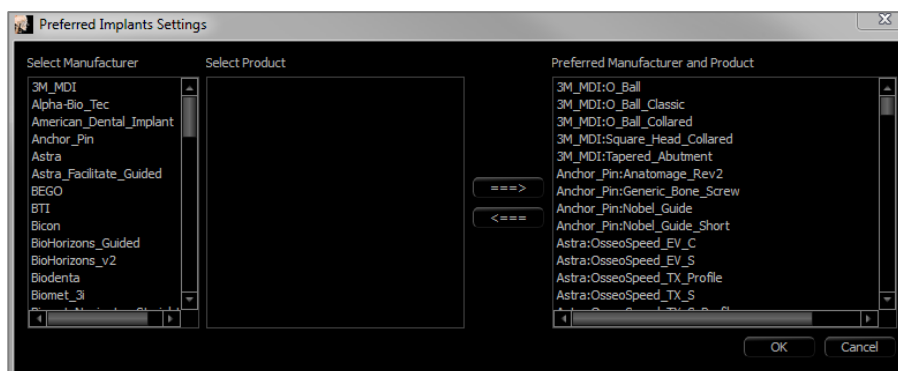 Preferred Implants Settings
Select Manufacturer
3M_MDI
Alpha-Bio_Tec
American_Dental_Implant
Anchor_Pin
Astra
Astra_Facilitate_Guided
BEGO
BTI
Bicon
BioHorizons_Guided
BioHorizons_v2
Biodenta
Biomet_3i
Select Product
===>
<===
Preferred Manufacturer and Product
3M_MDI:O_Ball
3M_MDI:O_Ball_Classic
3M_MDI:O_Ball_Collared
3M_MDI:Square_Head_Collared
3M_MDI:Tapered_Abutment
Anchor_Pin:Anatomage_Rev2
Anchor_Pin:Generic_Bone_Screw
Anchor_Pin:Nobel_Guide
Anchor_Pin:Nobel_Guide_Short
Astra:OsseoSpeed_EV_C
Astra:OsseoSpeed_EV_S
Astra:OsseoSpeed_TX_Profile
Astra:OsseoSpeed_TX_S
OK
Cancel